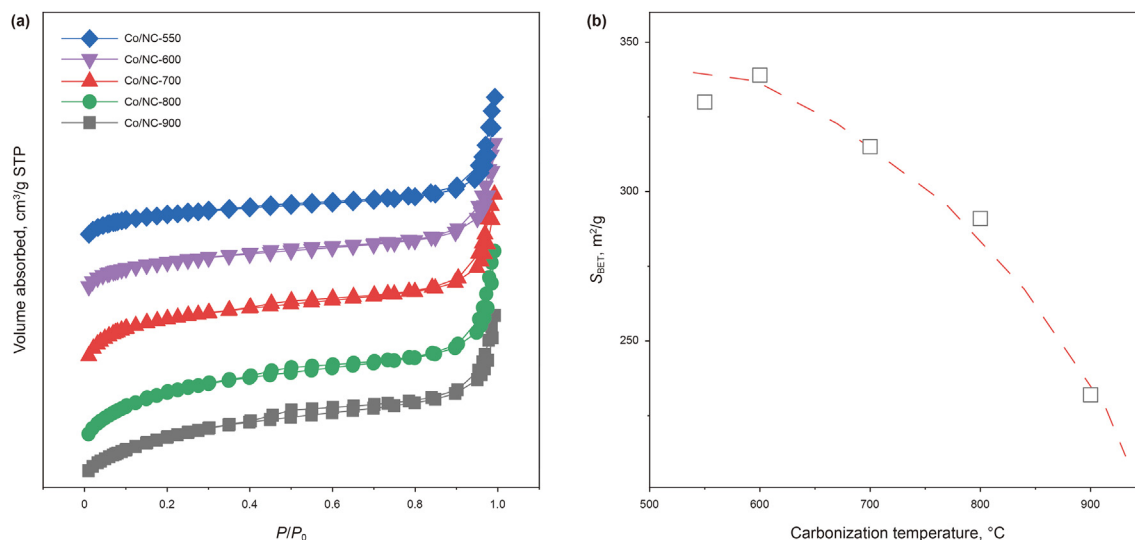 (a)
Co/NC-550
Co/NC-600
Co/NC-700
Co/NC-800
Co/NC-900
Volume absorbed, cm³/g STP
0 0.2 0.4 0.6 0.8 1.0
P/P₀
(b)
350
300
250
S_BET, m²/g
500 600 700 800 900
Carbonization temperature, °C